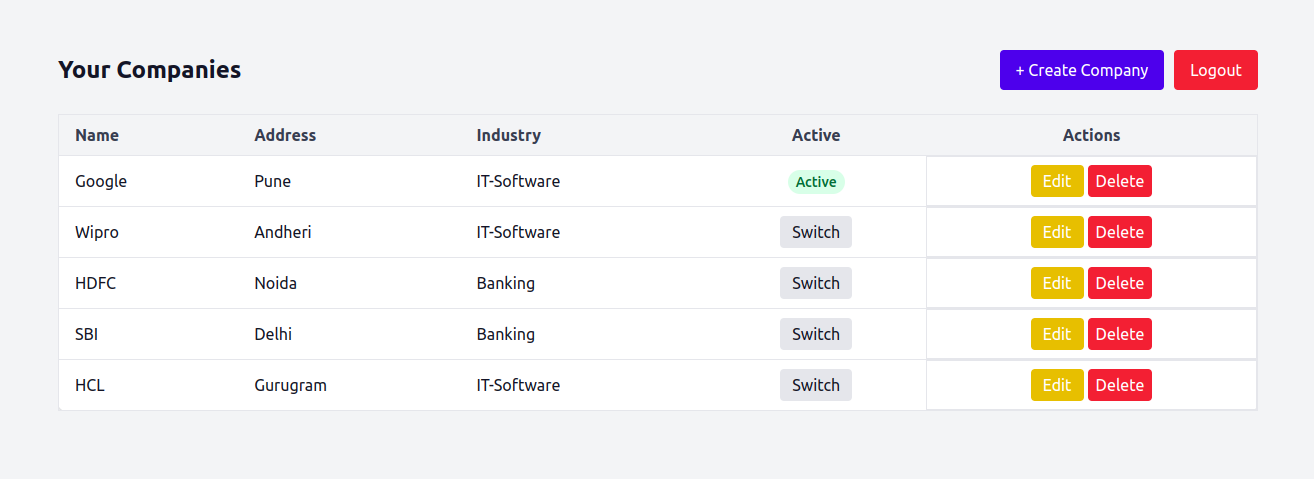 Your Companies + Create Company Logout
Name Address Industry Active Actions
Google Pune IT-Software Active Edit Delete
Wipro Andheri IT-Software Switch Edit Delete
HDFC Noida Banking Switch Edit Delete
SBI Delhi Banking Switch Edit Delete
HCL Gurugram IT-Software Switch Edit Delete